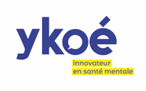 ykoé
innovateur
en santé mentale